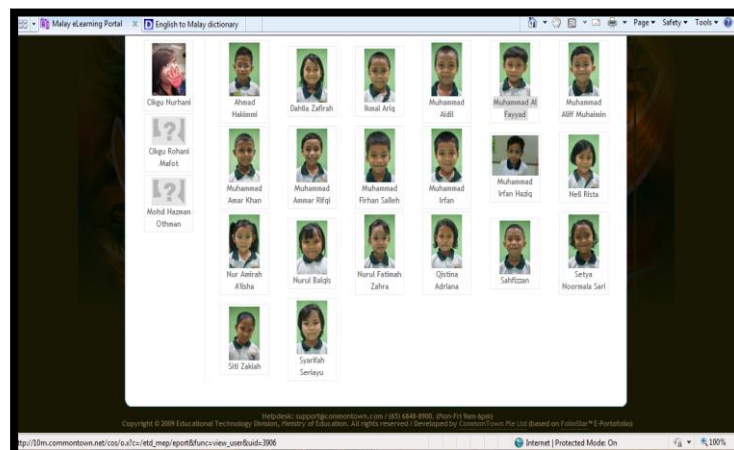 Malay eLearning Portal
English to Malay dictionary
Page Safety Tools
Cikgu Nurhani
Ahmad Hakimmi
Dahlia Zafirah
Ikmal Ariq
Muhammad Aidil
Muhammad Al Fayyad
Muhammad Aliff Muhaimin
Cikgu Rohani Mafot
Muhammad Amar Khan
Muhammad Ammar Rifqi
Muhammad Firhan Salleh
Muhammad Irfan
Muhammad Irfan Haziq
Nell Rista
Mohd Hazman Othman
Nur Amirah A'lisha
Nurul Balqis
Nurul Fatimah Zahra
Qistina Adriana
Sahfizzan
Setya Noormala Sari
Siti Zakiah
Syarifah Seriayu
Helpdesk: support@commontown.com / (65) 6848-8900. (Mon-Fri 9am-6pm)
Copyright © 2009 Educational Technology Division, Ministry of Education. All rights reserved / Developed by CommonTown Pte Ltd (based on FolioStar™ E-Portofolio)
ttp://10m.commontown.net/cos/o.x?c=/etd_mep/eport&func=view_user&uid=3906
Internet | Protected Mode: On
100%